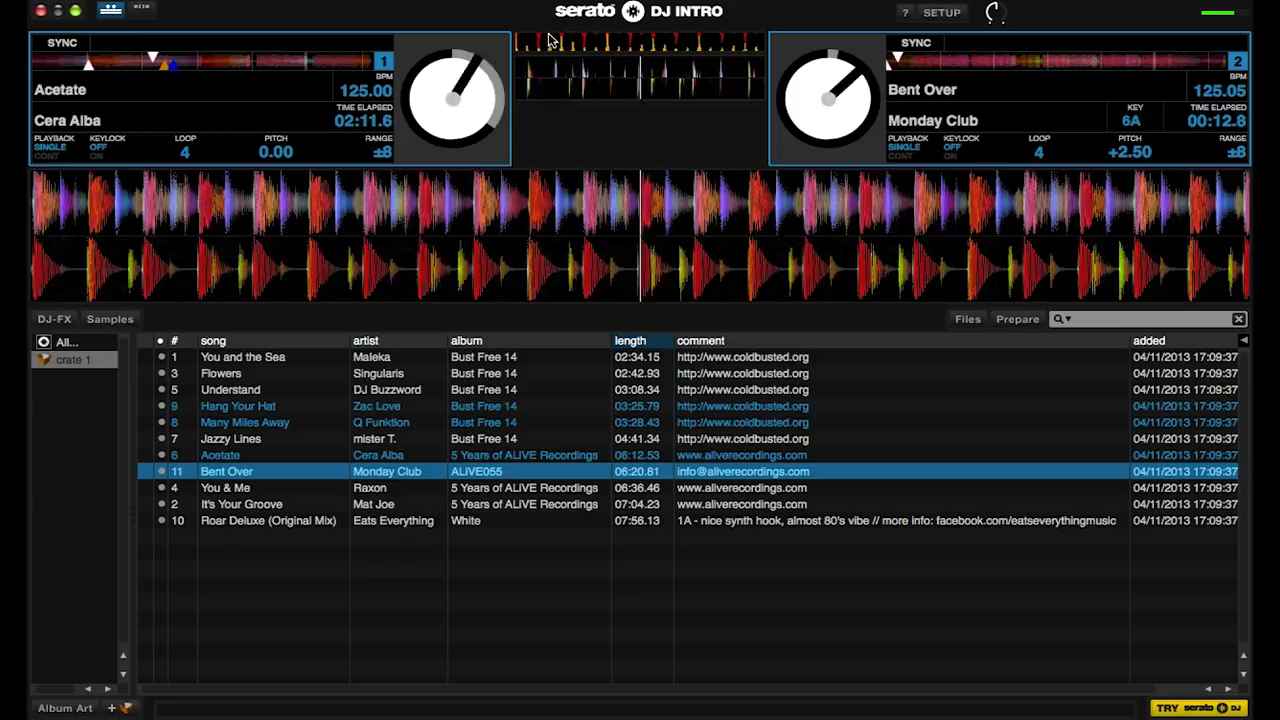 serato DJ INTRO
? SETUP
SYNC
1
BPM
Acetate 125.00
TIME ELAPSED
Cera Alba 02:11.6
PLAYBACK KEYLOCK LOOP PITCH RANGE
SINGLE OFF 4 0.00 ±8
CONT ON
SYNC
2
BPM
Bent Over 125.05
KEY TIME ELAPSED
Monday Club 6A 00:12.8
PLAYBACK KEYLOCK LOOP PITCH RANGE
SINGLE OFF 4 +2.50 ±8
CONT ON
DJ-FX Samples Files Prepare
All...
crate 1
# song artist album length comment added
1 You and the Sea Maleka Bust Free 14 02:34.15 http://www.coldbusted.org 04/11/2013 17:09:37
3 Flowers Singularis Bust Free 14 02:42.93 http://www.coldbusted.org 04/11/2013 17:09:37
5 Understand DJ Buzzword Bust Free 14 03:08.34 http://www.coldbusted.org 04/11/2013 17:09:37
9 Hang Your Hat Zac Love Bust Free 14 03:25.79 http://www.coldbusted.org 04/11/2013 17:09:37
8 Many Miles Away Q Funktion Bust Free 14 03:28.43 http://www.coldbusted.org 04/11/2013 17:09:37
7 Jazzy Lines mister T. Bust Free 14 04:41.34 http://www.coldbusted.org 04/11/2013 17:09:37
6 Acetate Cera Alba 5 Years of ALiVE Recordings 06:12.53 www.aliverecordings.com 04/11/2013 17:09:37
11 Bent Over Monday Club ALiVE055 06:20.81 info@aliverecordings.com 04/11/2013 17:09:37
4 You & Me Raxon 5 Years of ALiVE Recordings 06:36.46 www.aliverecordings.com 04/11/2013 17:09:37
2 It's Your Groove Mat Joe 5 Years of ALiVE Recordings 07:04.23 www.aliverecordings.com 04/11/2013 17:09:37
10 Roar Deluxe (Original Mix) Eats Everything White 07:56.13 1A - nice synth hook, almost 80's vibe // more info: facebook.com/eatseverythingmusic 04/11/2013 17:09:37
Album Art +
TRY serato DJ